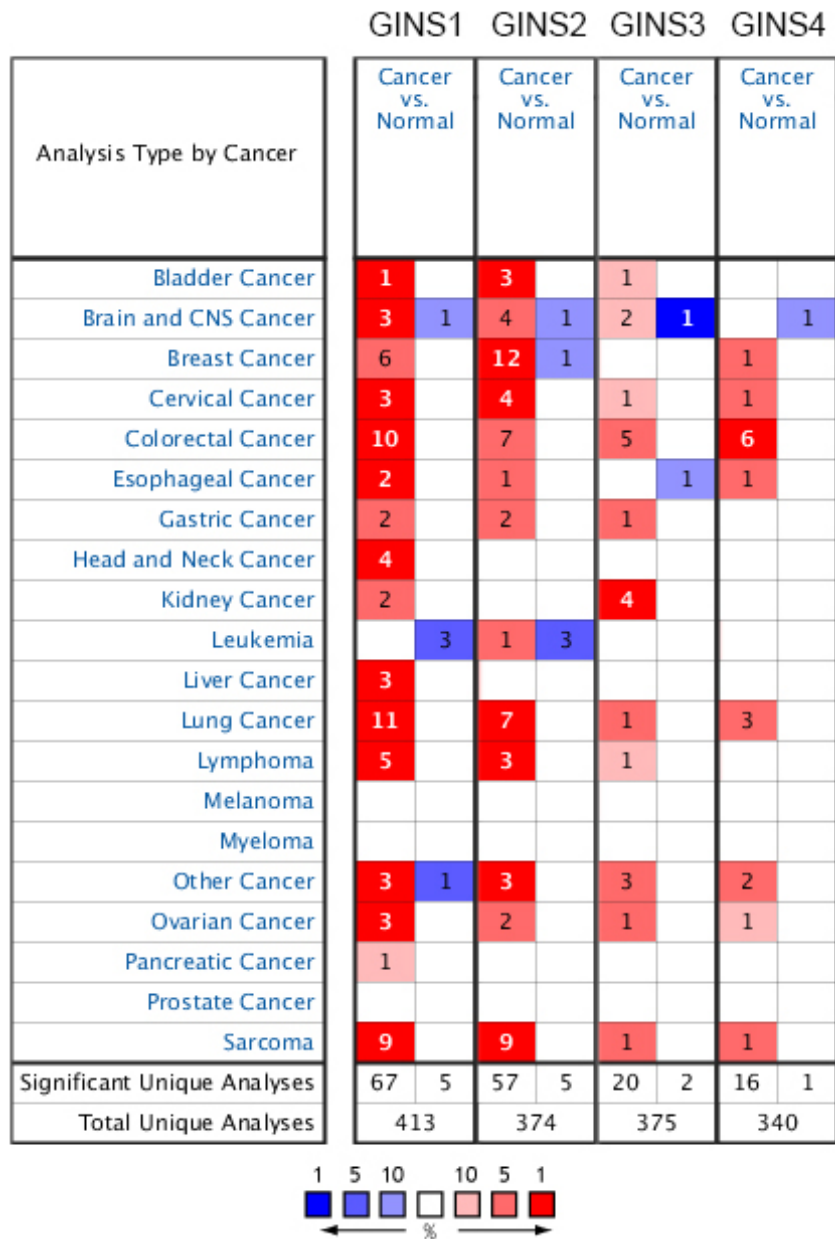 GINS1 GINS2 GINS3 GINS4
Analysis Type by Cancer
Cancer Cancer Cancer Cancer
vs. vs. vs. vs.
Normal Normal Normal Normal
Bladder Cancer 1 3 1
Brain and CNS Cancer 3 1 4 1 2 1 1
Breast Cancer 6 12 1 1
Cervical Cancer 3 4 1 1
Colorectal Cancer 10 7 5 6
Esophageal Cancer 2 1 1 1
Gastric Cancer 2 2 1
Head and Neck Cancer 4
Kidney Cancer 2 4
Leukemia 3 1 3
Liver Cancer 3
Lung Cancer 11 7 1 3
Lymphoma 5 3 1
Melanoma
Myeloma
Other Cancer 3 1 3 3 2
Ovarian Cancer 3 2 1 1
Pancreatic Cancer 1
Prostate Cancer
Sarcoma 9 9 1 1
Significant Unique Analyses 67 5 57 5 20 2 16 1
Total Unique Analyses 413 374 375 340
1 5 10 10 5 1
%